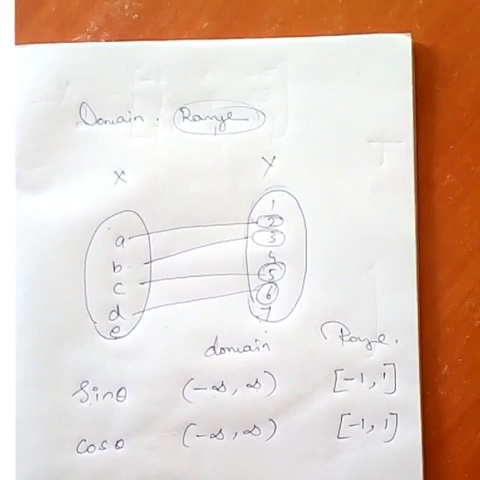 Domain. Range
X Y
1
2
a 3
b 4
c 5
d 6
e 7
domain Range.
Sinθ (-∞, ∞) [-1, 1]
cosθ (-∞, ∞) [-1, 1]